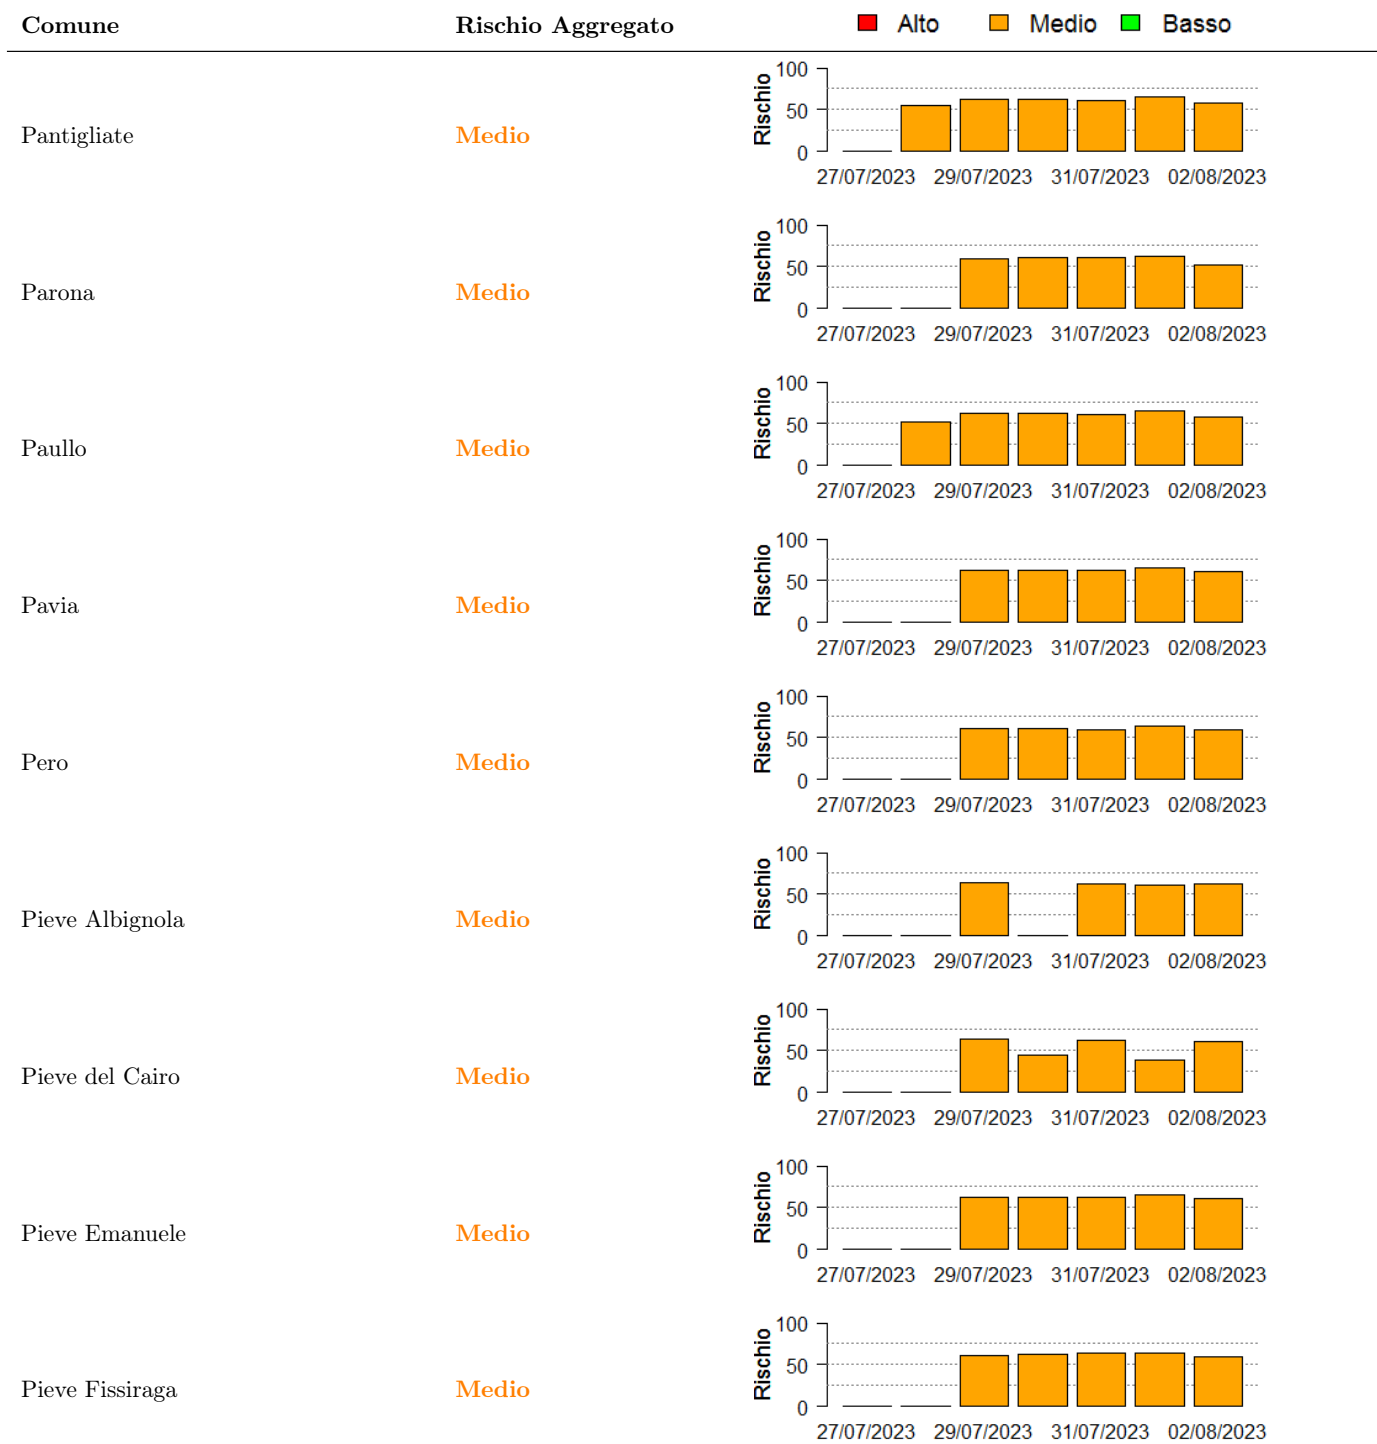 Comune Rischio Aggregato Alto Medio Basso
100
50
0
Rischio
Pantigliate Medio
27/07/2023 29/07/2023 31/07/2023 02/08/2023
100
50
0
Rischio
Parona Medio
27/07/2023 29/07/2023 31/07/2023 02/08/2023
100
50
0
Rischio
Paullo Medio
27/07/2023 29/07/2023 31/07/2023 02/08/2023
100
50
0
Rischio
Pavia Medio
27/07/2023 29/07/2023 31/07/2023 02/08/2023
100
50
0
Rischio
Pero Medio
27/07/2023 29/07/2023 31/07/2023 02/08/2023
100
50
0
Rischio
Pieve Albignola Medio
27/07/2023 29/07/2023 31/07/2023 02/08/2023
100
50
0
Rischio
Pieve del Cairo Medio
27/07/2023 29/07/2023 31/07/2023 02/08/2023
100
50
0
Rischio
Pieve Emanuele Medio
27/07/2023 29/07/2023 31/07/2023 02/08/2023
100
50
0
Rischio
Pieve Fissiraga Medio
27/07/2023 29/07/2023 31/07/2023 02/08/2023